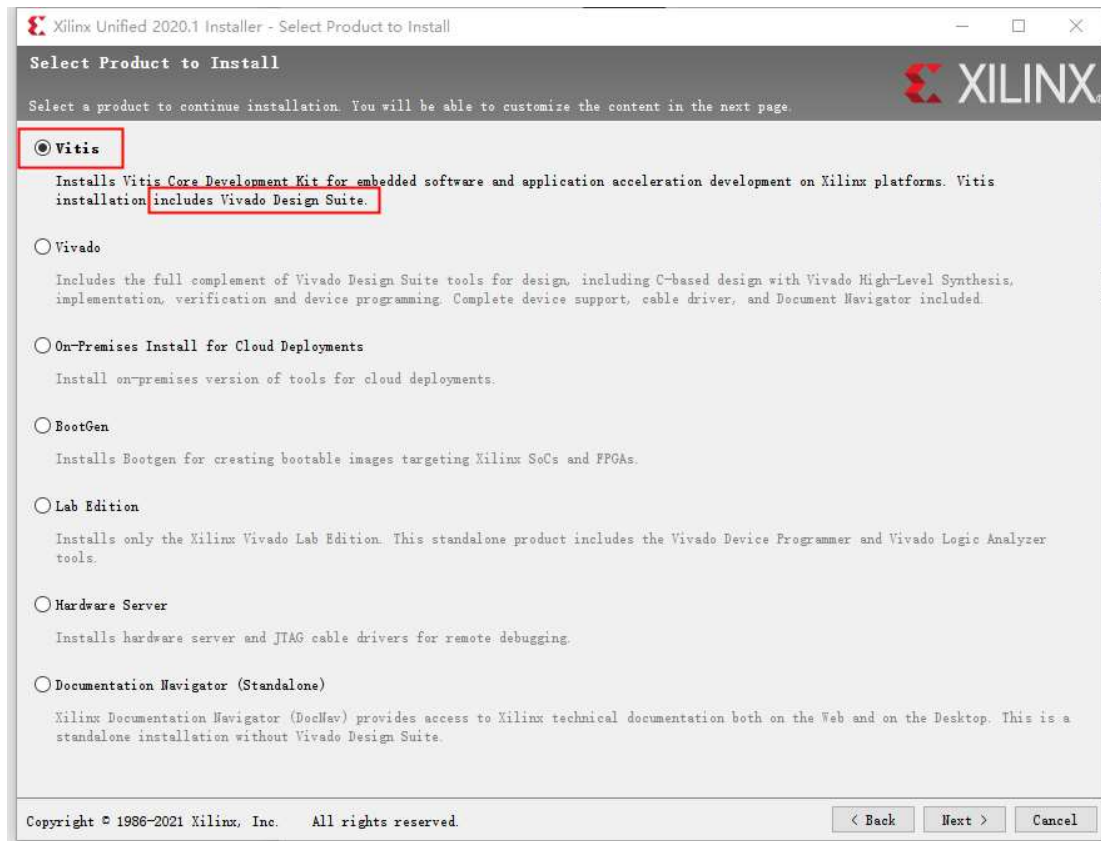 Xilinx Unified 2020.1 Installer - Select Product to Install
Select Product to Install
XILINX
Select a product to continue installation. You will be able to customize the content in the next page.
Vitis
Installs Vitis Core Development Kit for embedded software and application acceleration development on Xilinx platforms. Vitis
installation includes Vivado Design Suite.
Vivado
Includes the full complement of Vivado Design Suite tools for design, including C-based design with Vivado High-Level Synthesis,
implementation, verification and device programming. Complete device support, cable driver, and Document Navigator included.
On-Premises Install for Cloud Deployments
Install on-premises version of tools for cloud deployments.
BootGen
Installs Bootgen for creating bootable images targeting Xilinx SoCs and FPGAs.
Lab Edition
Installs only the Xilinx Vivado Lab Edition. This standalone product includes the Vivado Device Programmer and Vivado Logic Analyzer
tools.
Hardware Server
Installs hardware server and JTAG cable drivers for remote debugging.
Documentation Navigator (Standalone)
Xilinx Documentation Navigator (DocNav) provides access to Xilinx technical documentation both on the Web and on the Desktop. This is a
standalone installation without Vivado Design Suite.
Copyright © 1986-2021 Xilinx, Inc. All rights reserved.
< Back Next > Cancel